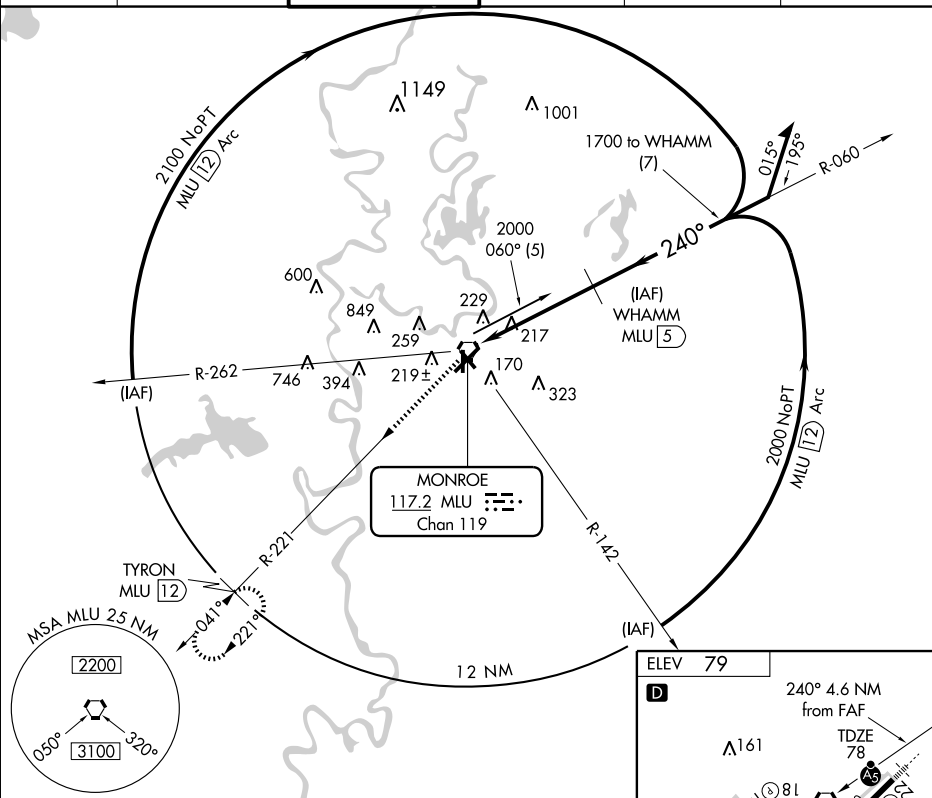 1149
1001
2100 NoPT
MLU 12 Arc
1700 to WHAMM
(7)
015°
195°
R-060
2000
060° (5)
240°
600
(IAF)
WHAMM
MLU 5
849
229
259
217
R-262
746
394
219±
170
323
(IAF)
2000 NoPT
MLU 12 Arc
MONROE
117.2 MLU
Chan 119
R-221
R-142
TYRON
MLU 12
041°
221°
(IAF)
12 NM
MSA MLU 25 NM
2200
050°
320°
3100
ELEV 79
D
240° 4.6 NM
from FAF
TDZE
78
161
A5
18
22